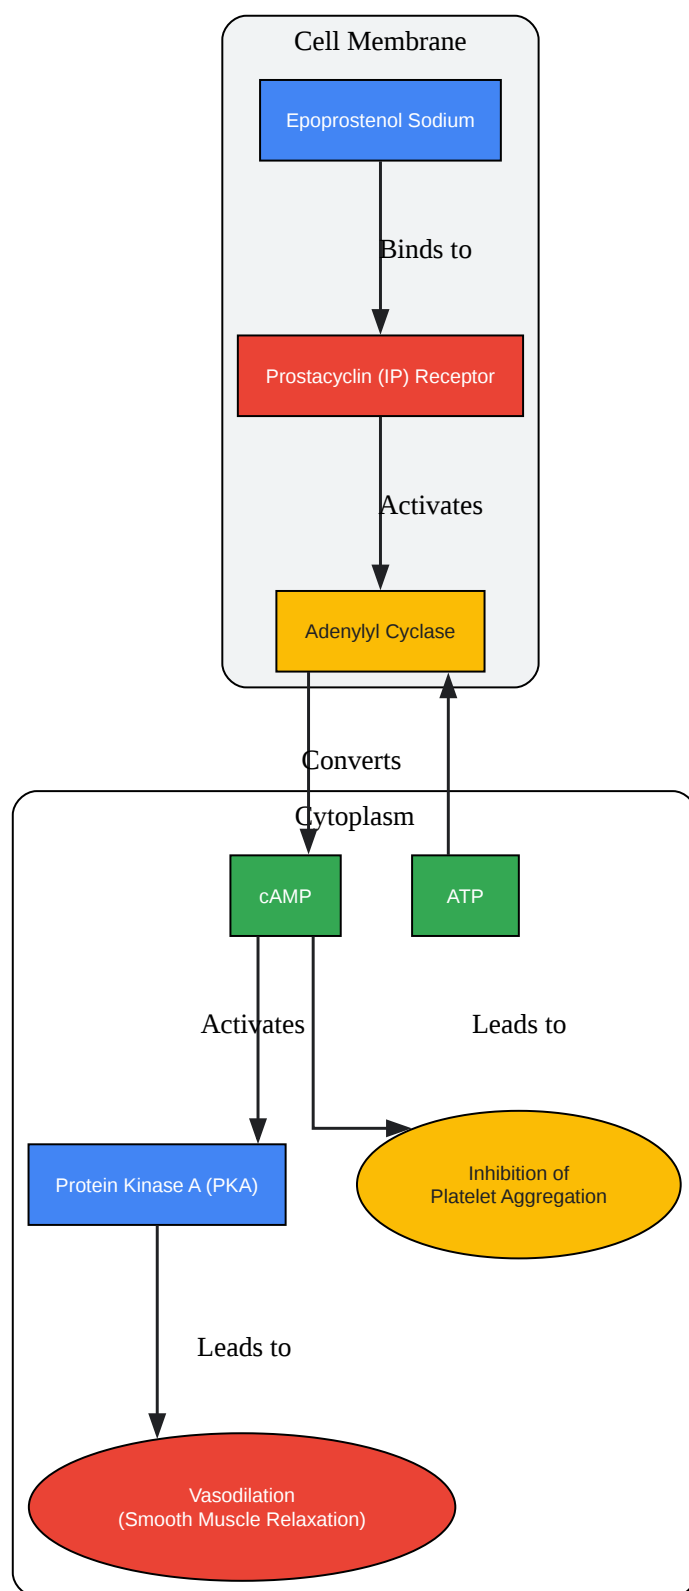 Cell Membrane
Epoprostenol Sodium
Binds to
Prostacyclin (IP) Receptor
Activates
Adenylyl Cyclase
Converts
Cytoplasm
cAMP
ATP
Activates
Leads to
Inhibition of
Platelet Aggregation
Protein Kinase A (PKA)
Leads to
Vasodilation
(Smooth Muscle Relaxation)